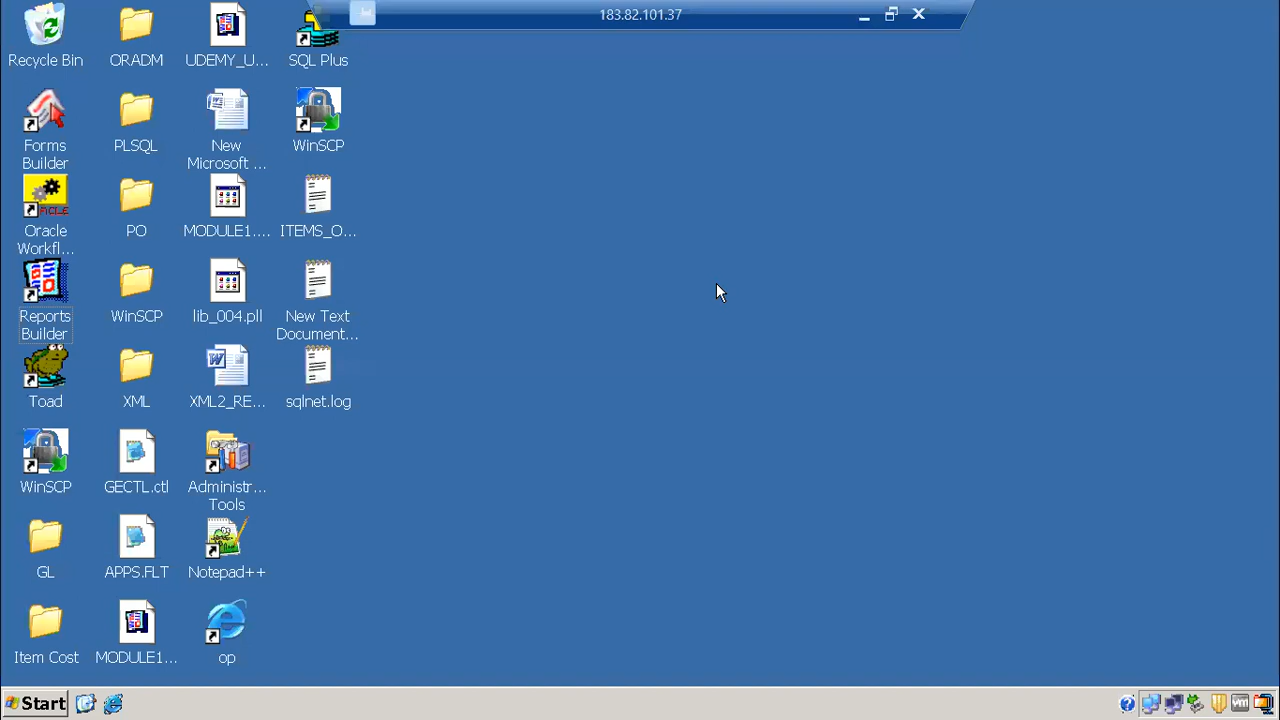 183.82.101.37
Recycle Bin
ORADM
UDEMY_U...
SQL Plus
Forms
Builder
PLSQL
New
Microsoft ...
WinSCP
Oracle
Workfl...
PO
MODULE1....
ITEMS_O...
Reports
Builder
WinSCP
lib_004.pll
New Text
Document...
Toad
XML
XML2_RE...
sqlnet.log
WinSCP
GECTL.ctl
Administr...
Tools
GL
APPS.FLT
Notepad++
Item Cost
MODULE1...
op
Start